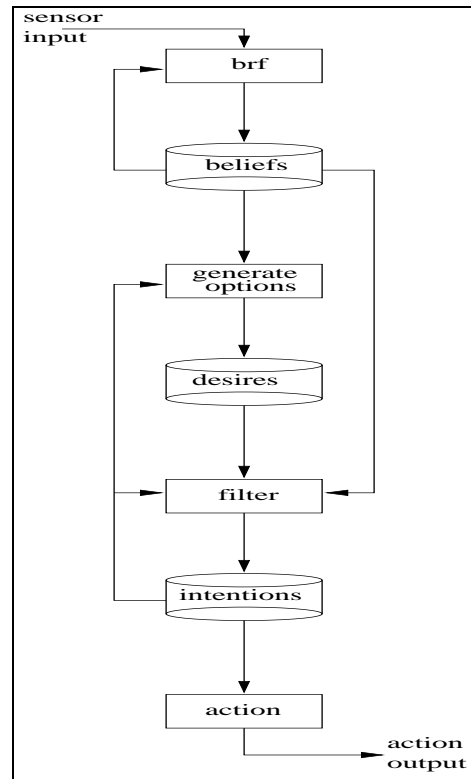 sensor
input
brf
beliefs
generate
options
desires
filter
intentions
action
action
output